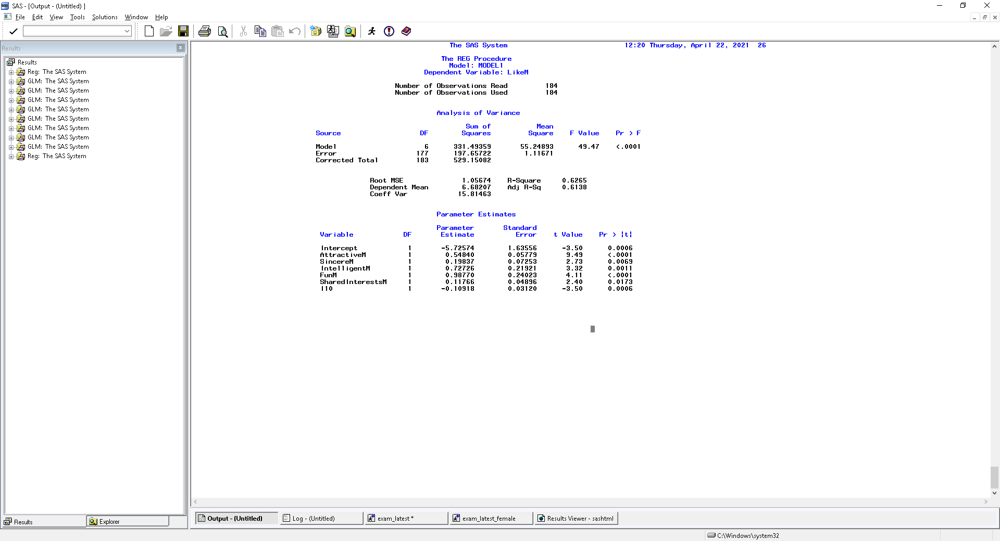 SAS - [Output - (Untitled) ]
File Edit View Tools Solutions Window Help
Results
Results
Reg: The SAS System
GLM: The SAS System
GLM: The SAS System
GLM: The SAS System
GLM: The SAS System
GLM: The SAS System
GLM: The SAS System
GLM: The SAS System
GLM: The SAS System
Reg: The SAS System
Results Explorer
The SAS System 12:20 Thursday, April 22, 2021 26
The REG Procedure
Model: MODEL1
Dependent Variable: LikeM
Number of Observations Read 184
Number of Observations Used 184
Analysis of Variance
Sum of Mean
Source DF Squares Square F Value Pr > F
Model 6 331.49359 55.24893 49.47 <.0001
Error 177 197.65722 1.11671
Corrected Total 183 529.15082
Root MSE 1.05674 R-Square 0.6265
Dependent Mean 6.68207 Adj R-Sq 0.6138
Coeff Var 15.81463
Parameter Estimates
Parameter Standard
Variable DF Estimate Error t Value Pr > |t|
Intercept 1 -5.72574 1.63556 -3.50 0.0006
AttractiveM 1 0.54840 0.05779 9.49 <.0001
SincereM 1 0.19837 0.07253 2.73 0.0069
IntelligentM 1 0.72726 0.21921 3.32 0.0011
FunM 1 0.98770 0.24023 4.11 <.0001
SharedInterestsM 1 0.11766 0.04896 2.40 0.0173
I10 1 -0.10918 0.03120 -3.50 0.0006
Output - (Untitled) Log - (Untitled) exam_latest * exam_latest_female Results Viewer - sashtml
C:\Windows\system32